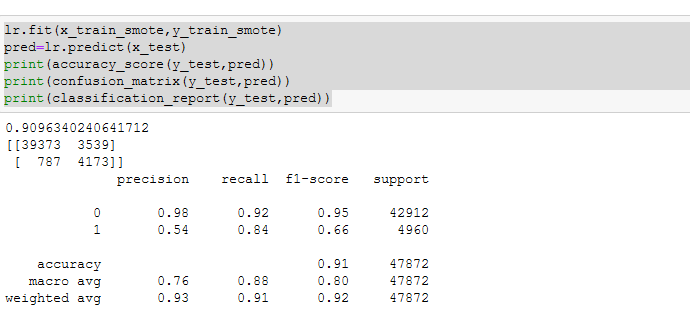 lr.fit(x_train_smote,y_train_smote)
pred=lr.predict(x_test)
print(accuracy_score(y_test,pred))
print(confusion_matrix(y_test,pred))
print(classification_report(y_test,pred))
0.9096340240641712
[[39373  3539]
 [  787  4173]]
              precision    recall  f1-score   support

           0       0.98      0.92      0.95     42912
           1       0.54      0.84      0.66      4960

    accuracy                           0.91     47872
   macro avg       0.76      0.88      0.80     47872
weighted avg       0.93      0.91      0.92     47872